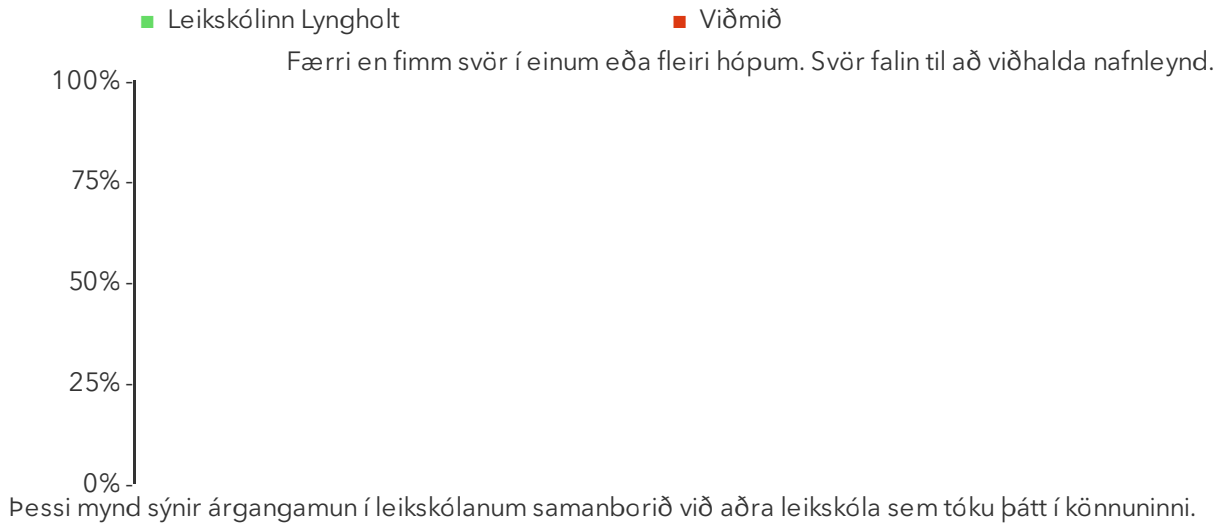 Leikskólinn Lyngholt
Viðmið
Færri en fimm svör í einum eða fleiri hópum. Svör falin til að viðhalda nafnleynd.
100%
75%
50%
25%
0%
Þessi mynd sýnir árgangamun í leikskólanum samanborið við aðra leikskóla sem tóku þátt í könnuninni.